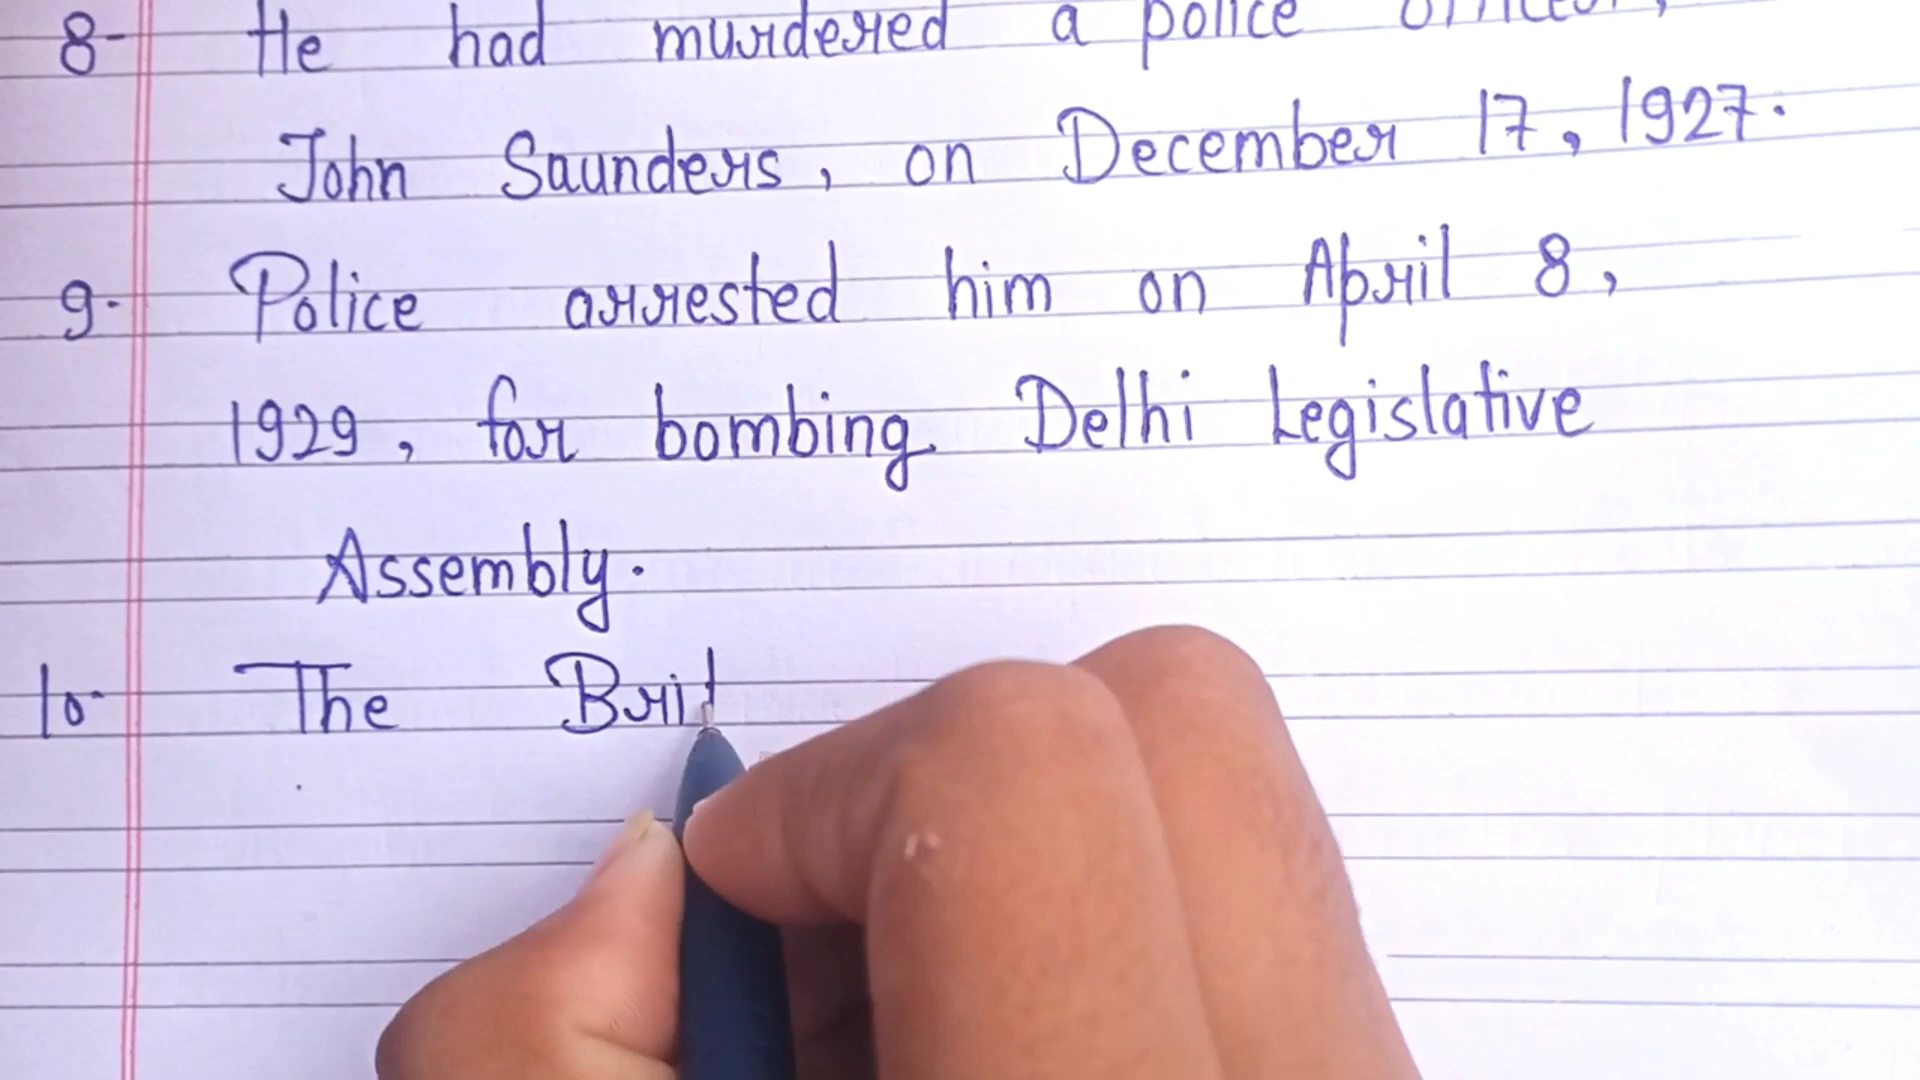 8- He had murdered a police officer,
John Saunders, on December 17, 1927.
9. Police arrested him on April 8,
1929, for bombing Delhi Legislative
Assembly.
10- The Brit